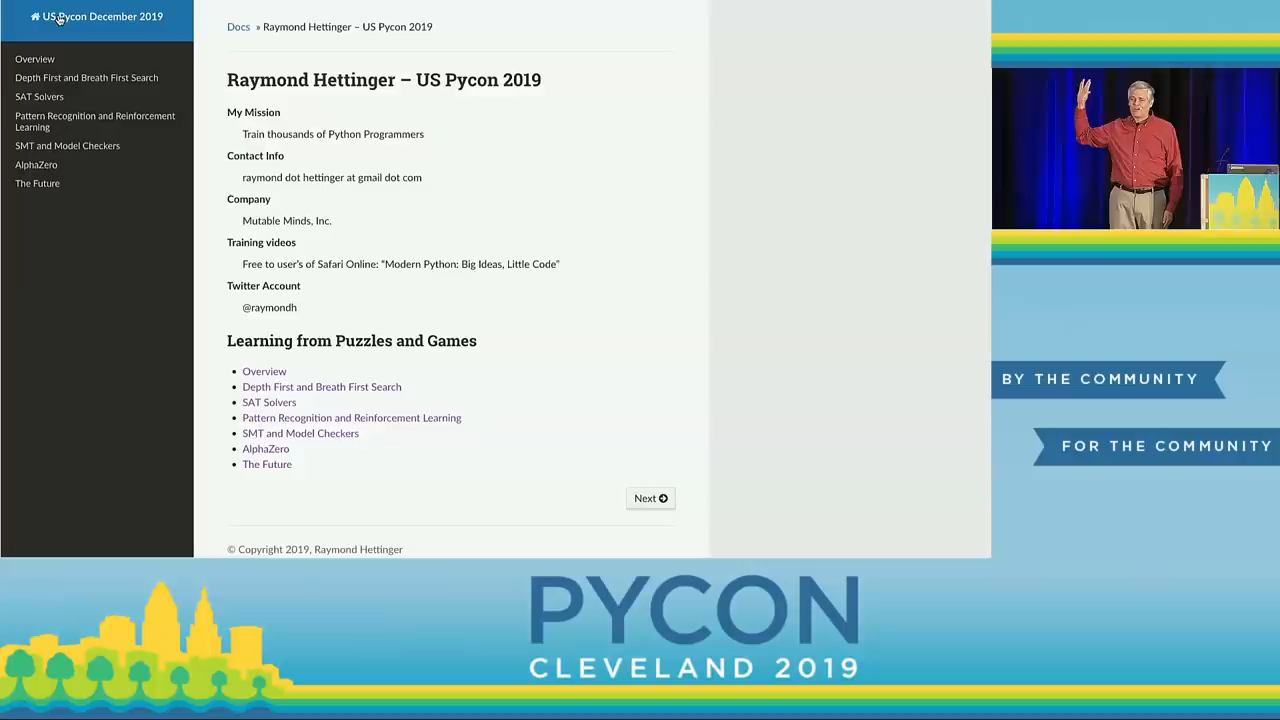 US Pycon December 2019
Overview
Depth First and Breath First Search
SAT Solvers
Pattern Recognition and Reinforcement
Learning
SMT and Model Checkers
AlphaZero
The Future
Docs » Raymond Hettinger – US Pycon 2019
Raymond Hettinger – US Pycon 2019
My Mission
Train thousands of Python Programmers
Contact Info
raymond dot hettinger at gmail dot com
Company
Mutable Minds, Inc.
Training videos
Free to user's of Safari Online: “Modern Python: Big Ideas, Little Code”
Twitter Account
@raymondh
Learning from Puzzles and Games
Overview
Depth First and Breath First Search
SAT Solvers
Pattern Recognition and Reinforcement Learning
SMT and Model Checkers
AlphaZero
The Future
Next
© Copyright 2019, Raymond Hettinger
BY THE COMMUNITY
FOR THE COMMUNITY
PYCON
CLEVELAND 2019